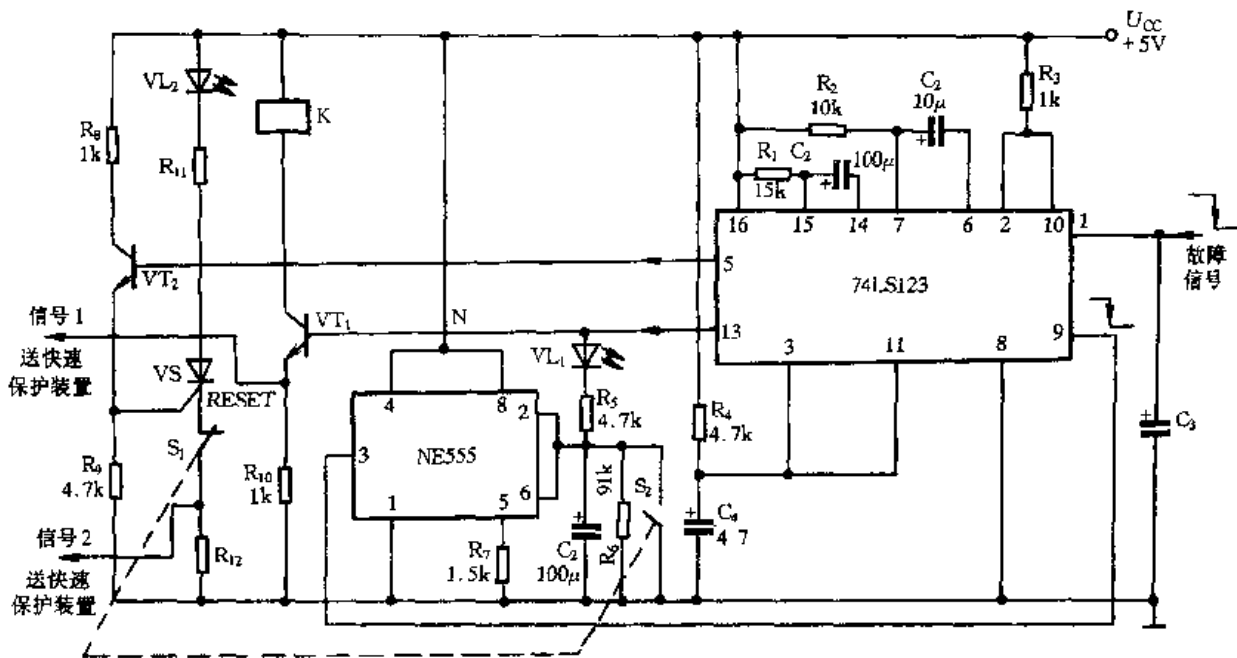 U_CC
+5V
VL₂
K
R₈
1k
R₁₁
R₂
10k
C₂
10μ
R₃
1k
R₁
15k
C₂
100μ
16
15
14
7
6
2
10
1
故障
信号
5
74LS123
13
9
3
11
8
VT₂
信号1
VT₁
N
送快速
保护装置
VS
RESET
VL₁
R₅
4.7k
R₄
4.7k
C₃
4
8
2
3
NE555
6
1
5
S₁
R₉
4.7k
R₁₀
1k
91k
R₆
S₂
信号2
R₁₂
R₇
1.5k
C₂
100μ
C₄
4 7
送快速
保护装置